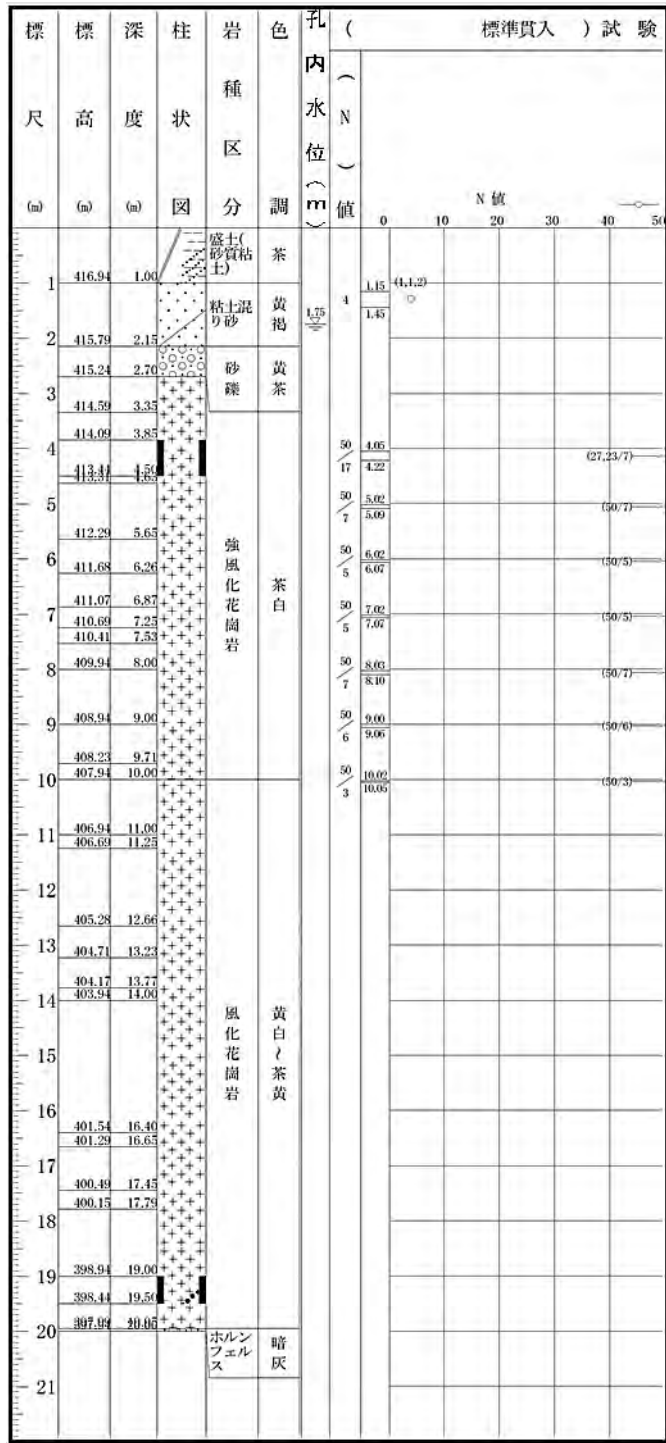 標尺(m)
標高(m)
深度(m)
柱状図
岩種区分
色調
孔内水位(m)
(標準貫入)試験
(N)値
N 値
0 10 20 30 40 50
盛土(
砂質粘
土)
茶
416.94 1.00
1
1.15 (1,1,2)
4
1.45
粘土混
り砂
黄褐
1.75
415.79 2.15
2
砂礫
黄茶
415.24 2.70
3
414.59 3.35
414.09 3.85
4
50/17 4.05 4.22 (27,23/7)
413.44 4.50
413.31 4.63
5
50/7 5.02 5.09 (50/7)
412.29 5.65
強風化花崗岩
茶白
6
50/5 6.02 6.07 (50/5)
411.68 6.26
411.07 6.87
7
50/5 7.02 7.07 (50/5)
410.69 7.25
410.41 7.53
8
409.94 8.00
50/7 8.03 8.10 (50/7)
9
408.94 9.00
50/6 9.00 9.06 (50/6)
408.23 9.71
407.94 10.00
10
50/3 10.02 10.05 (50/3)
11
406.94 11.00
406.69 11.25
12
405.28 12.66
13
404.71 13.23
404.17 13.77
403.94 14.00
14
風化花崗岩
黄白~茶黄
15
16
401.54 16.40
401.29 16.65
17
400.49 17.45
400.15 17.79
18
19
398.94 19.00
398.44 19.50
20
ホルン
フェル
ス
暗灰
21